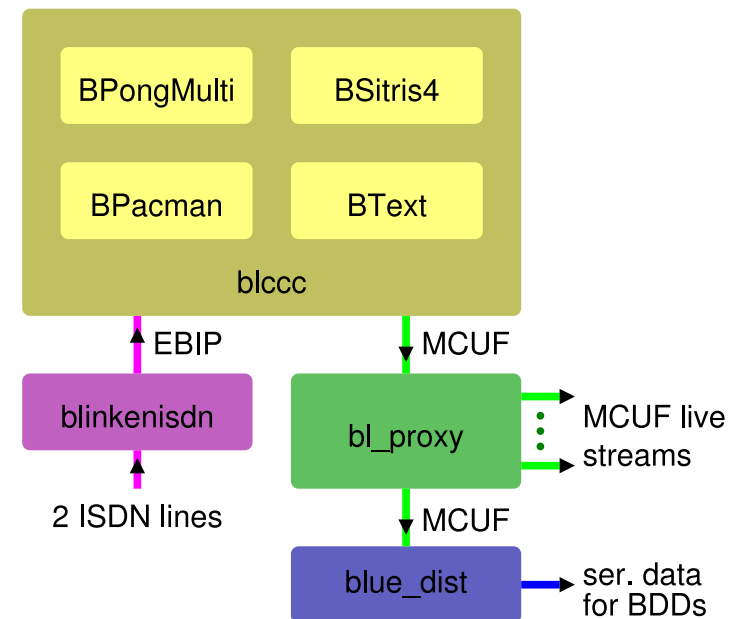 BPongMulti
BSitris4
BPacman
BText
blccc
EBIP
MCUF
blinkenisdn
bl_proxy
MCUF live
streams
2 ISDN lines
MCUF
blue_dist
ser. data
for BDDs